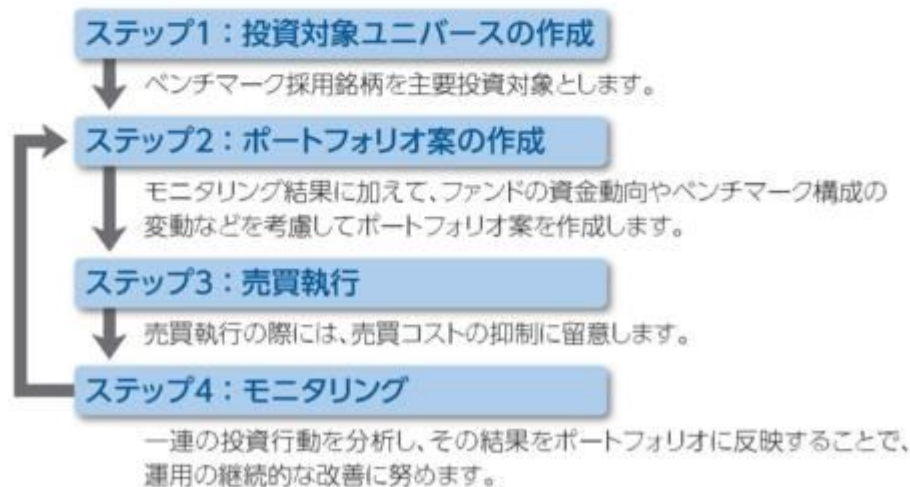 ステップ1：投資対象ユニバースの作成
ベンチマーク採用銘柄を主要投資対象とします。
ステップ2：ポートフォリオ案の作成
モニタリング結果に加えて、ファンドの資金動向やベンチマーク構成の
変動などを考慮してポートフォリオ案を作成します。
ステップ3：売買執行
売買執行の際には、売買コストの抑制に留意します。
ステップ4：モニタリング
一連の投資行動を分析し、その結果をポートフォリオに反映することで、
運用の継続的な改善に努めます。